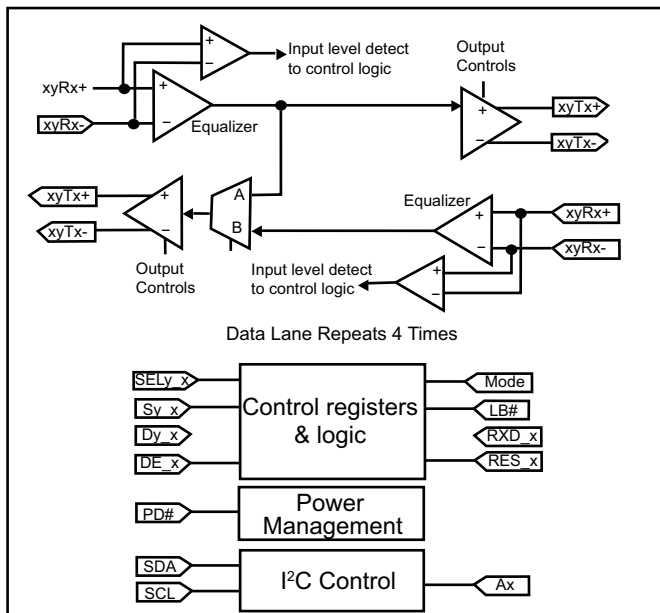 Input level detect
to control logic
Output
Controls
xyRx+
+
−
+
−
xyRx-
Equalizer
+
−
xyTx+
xyTx-
xyTx+
xyTx-
+
−
A
B
Equalizer
+
−
xyRx+
xyRx-
Output
Controls
Input level detect
to control logic
+
−
Data Lane Repeats 4 Times
SELy_x
Sy_x
Dy_x
DE_x
Control registers
& logic
Mode
LB#
RXD_x
RES_x
PD#
Power
Management
SDA
SCL
I²C Control
Ax